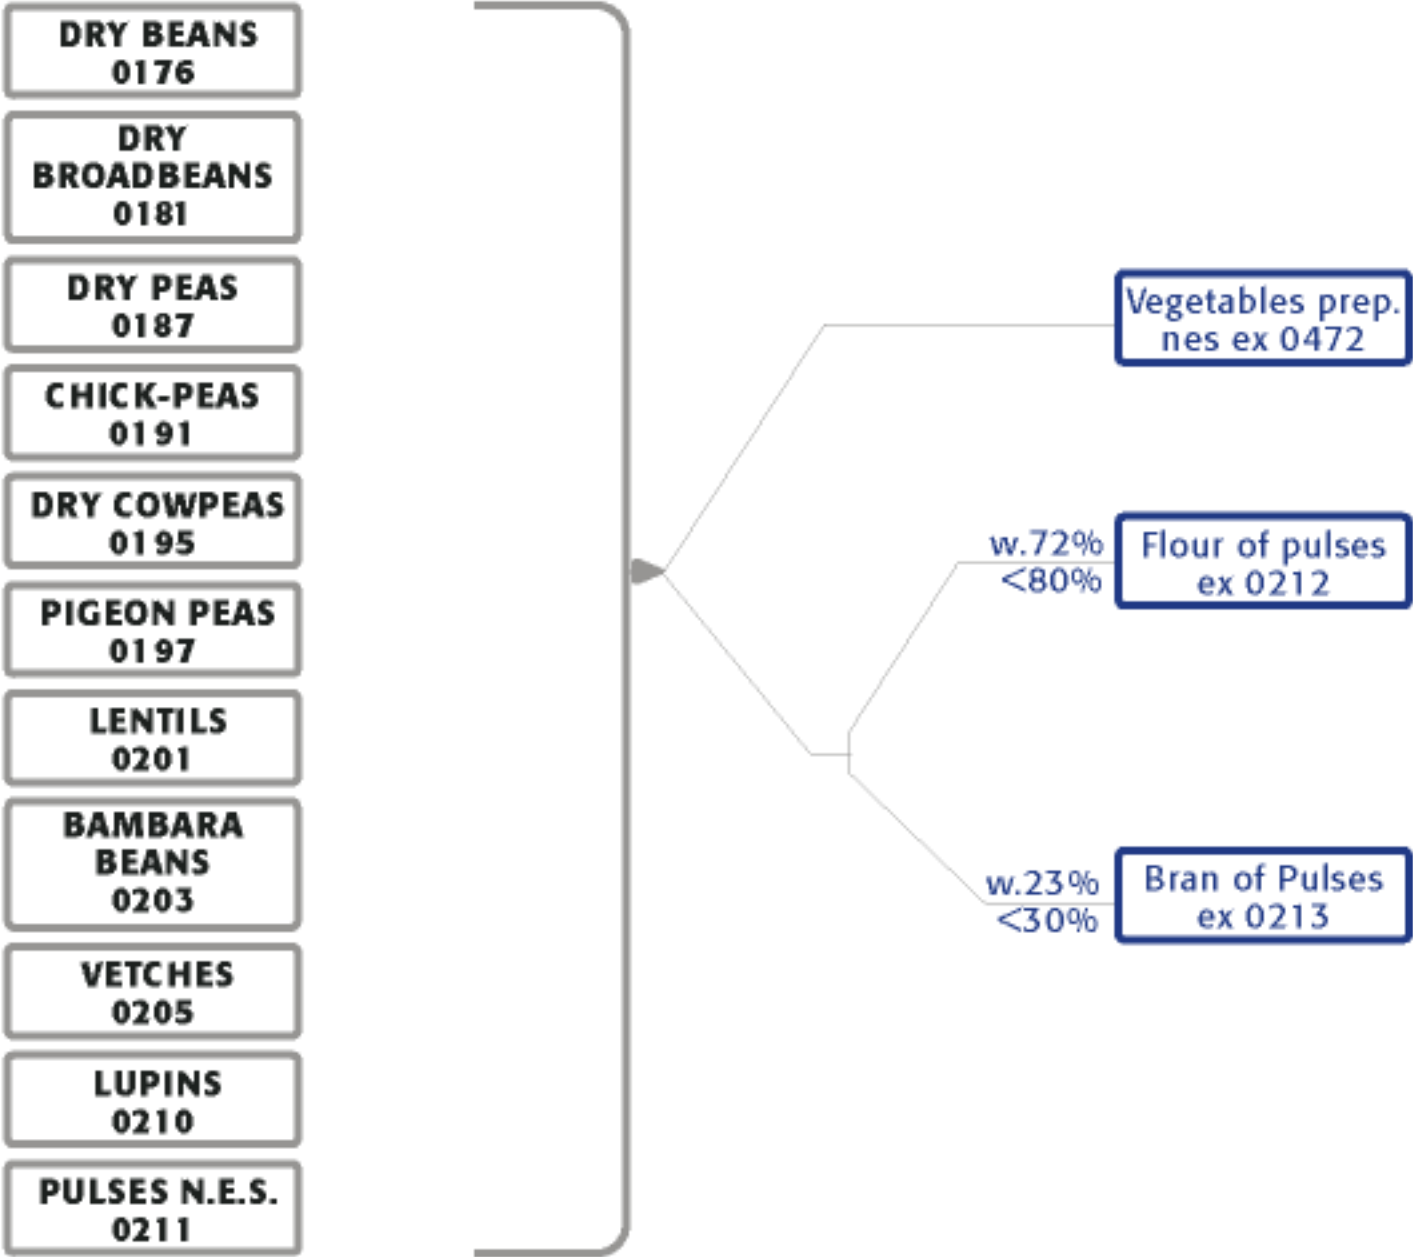 DRY BEANS
0176
DRY
BROADBEANS
0181
DRY PEAS
0187
CHICK-PEAS
0191
DRY COWPEAS
0195
PIGEON PEAS
0197
LENTILS
0201
BAMBARA
BEANS
0203
VETCHES
0205
LUPINS
0210
PULSES N.E.S.
0211
Vegetables prep.
nes ex 0472
w.72%
<80%
Flour of pulses
ex 0212
w.23%
<30%
Bran of Pulses
ex 0213